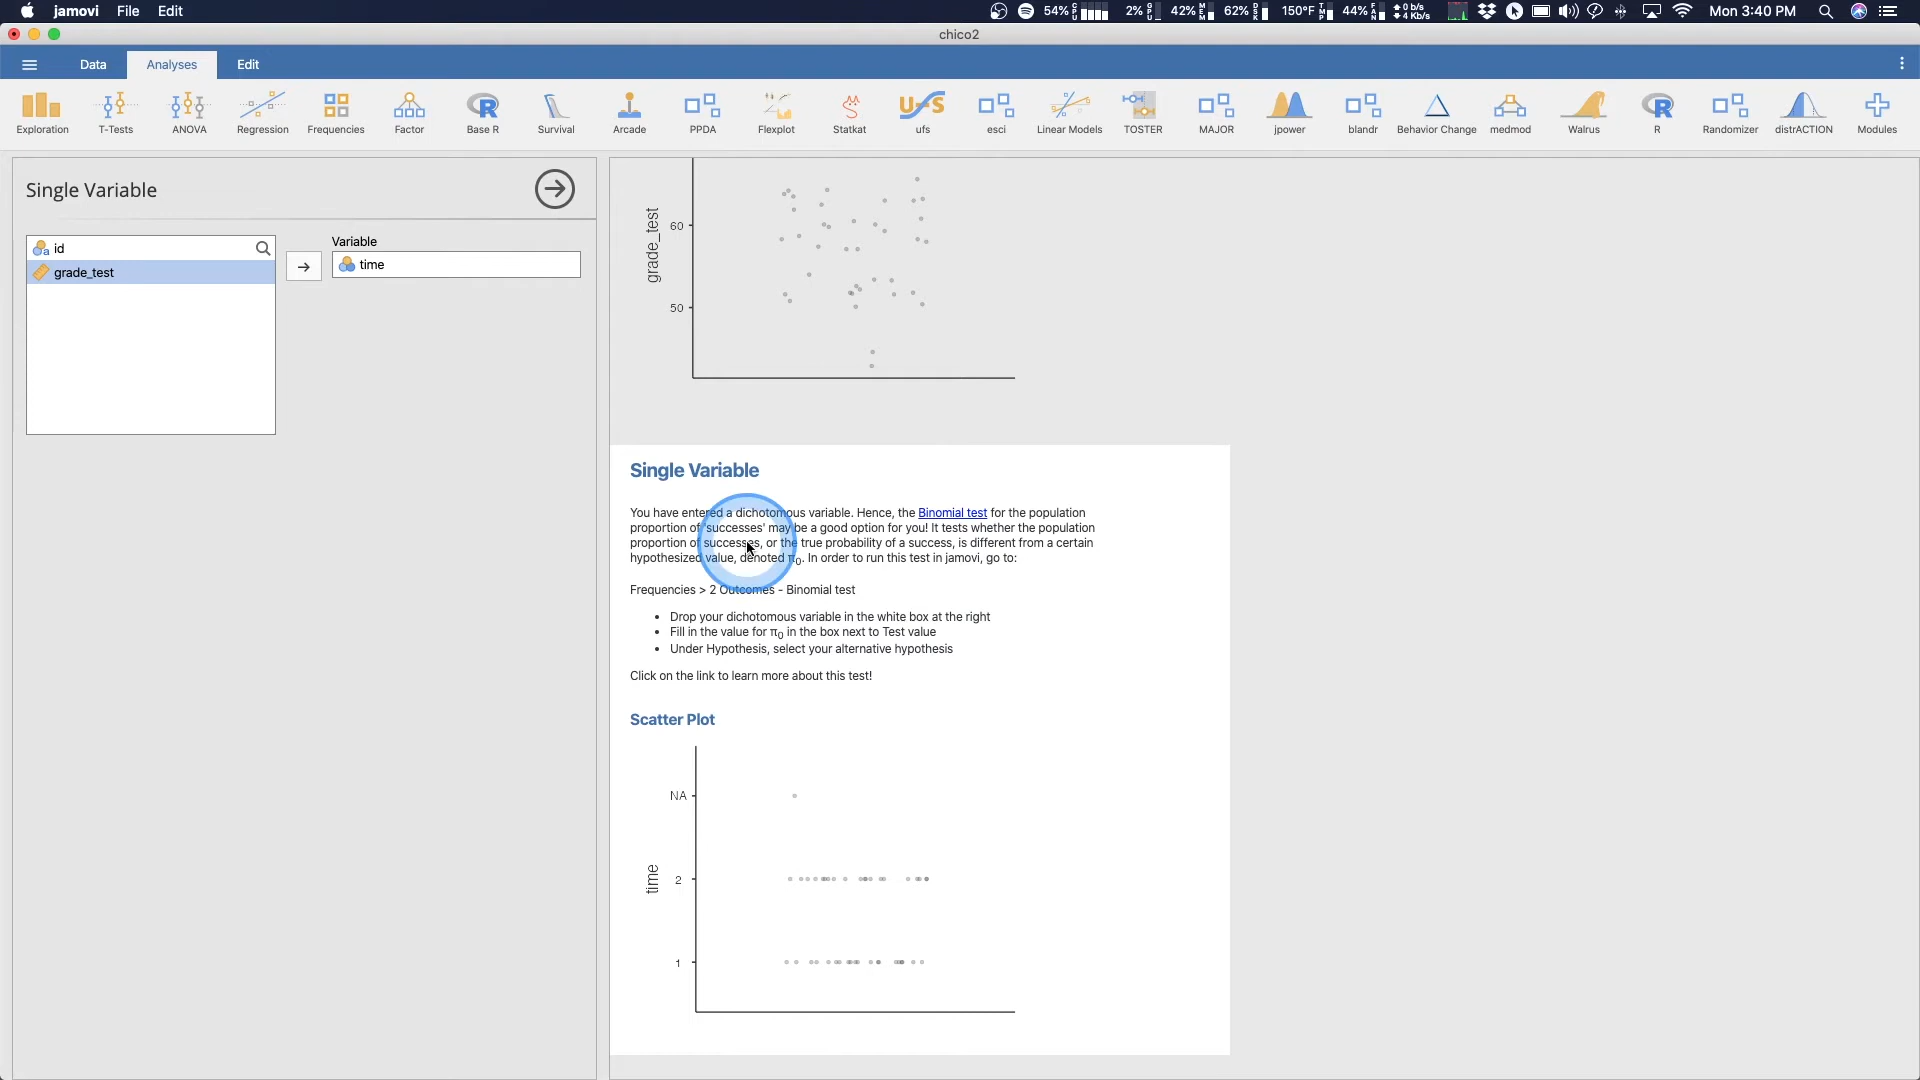 jamovi File Edit 54% 2% 42% 62% 150°F 44% 0 b/s 4 Kb/s Mon 3:40 PM
chico2
Data Analyses Edit
Exploration T-Tests ANOVA Regression Frequencies Factor Base R Survival Arcade PPDA Flexplot Statkat ufs esci Linear Models TOSTER MAJOR jpower blandr Behavior Change medmod Walrus R Randomizer distrACTION Modules
Single Variable
id
grade_test
Variable
time
grade_test
60
50
Single Variable
You have entered a dichotomous variable. Hence, the Binomial test for the population
proportion of 'successes' may be a good option for you! It tests whether the population
proportion of successes, or the true probability of a success, is different from a certain
hypothesized value, denoted π0. In order to run this test in jamovi, go to:
Frequencies > 2 Outcomes - Binomial test
• Drop your dichotomous variable in the white box at the right
• Fill in the value for π0 in the box next to Test value
• Under Hypothesis, select your alternative hypothesis
Click on the link to learn more about this test!
Scatter Plot
NA
time
2
1